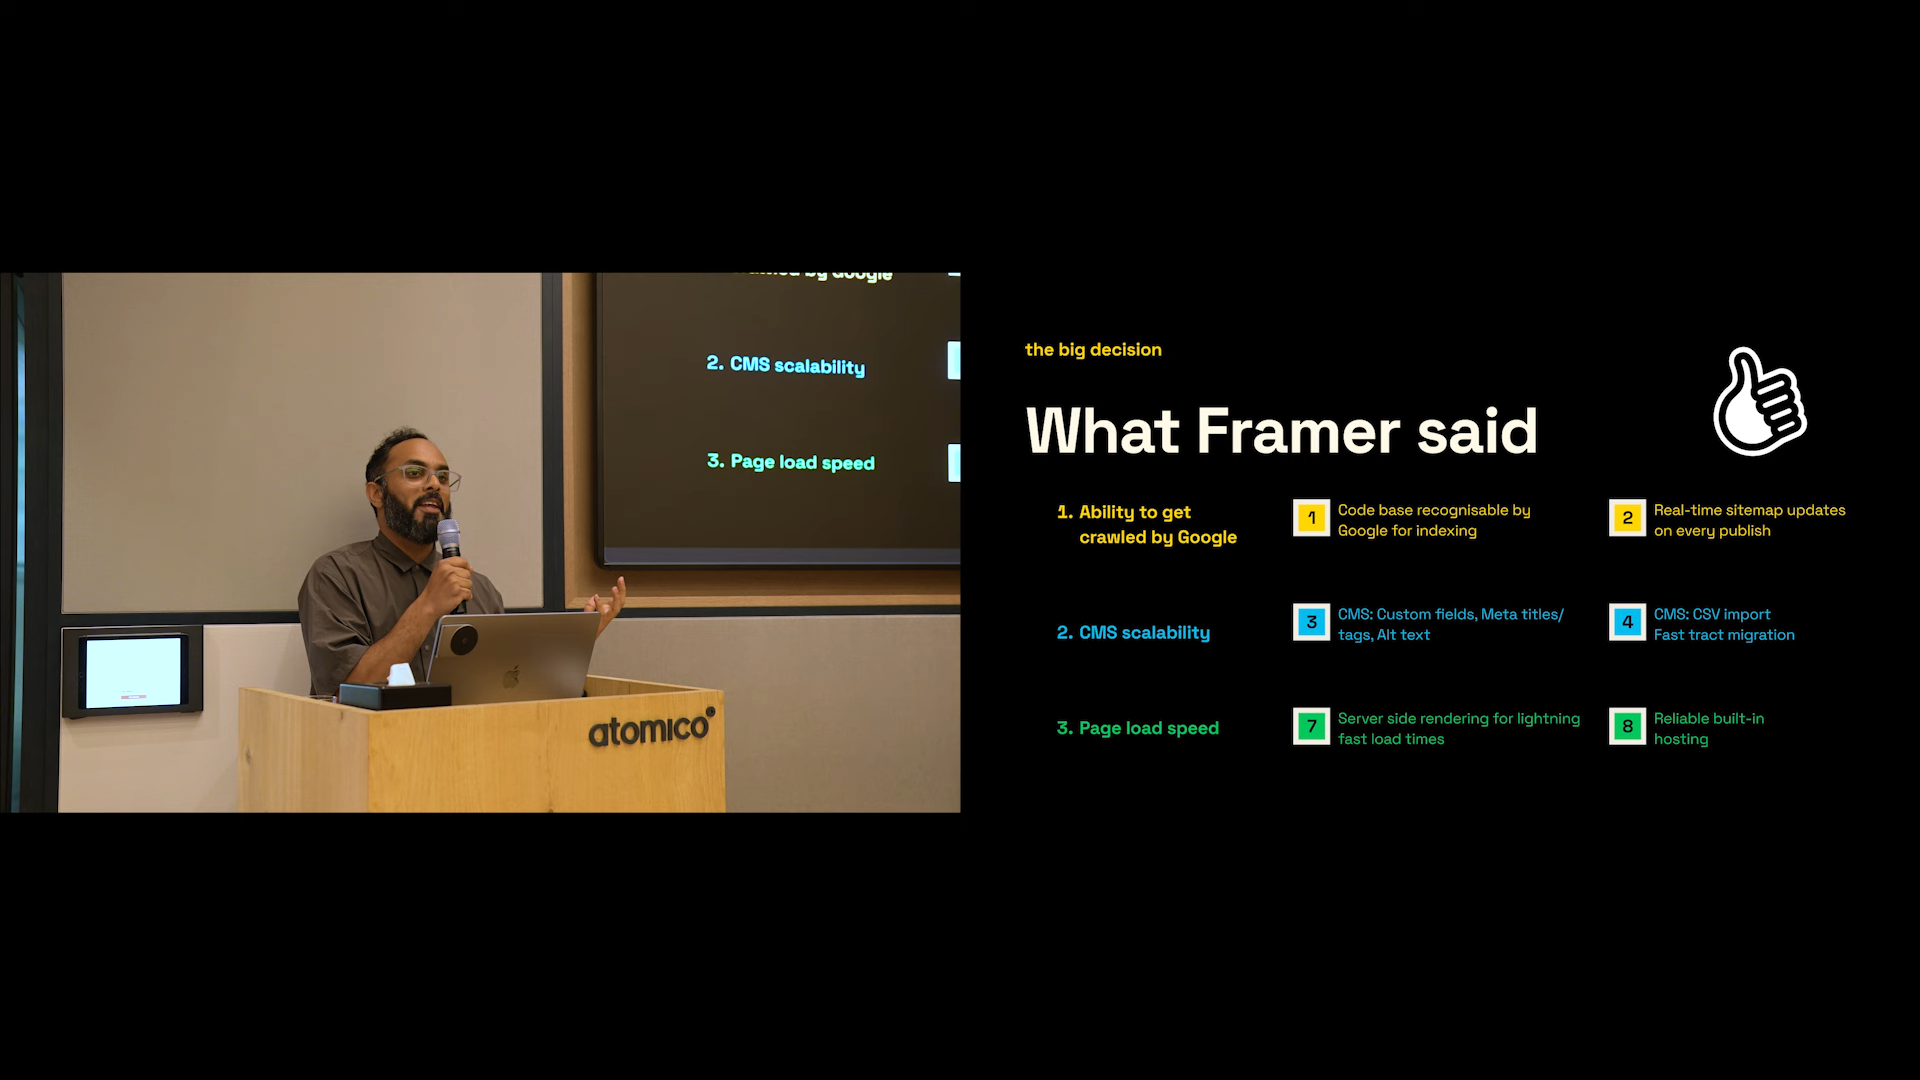 crawled by Google
2. CMS scalability
3. Page load speed
atomico
the big decision
What Framer said
1. Ability to get
crawled by Google
1 Code base recognisable by
Google for indexing
2 Real-time sitemap updates
on every publish
2. CMS scalability
3 CMS: Custom fields, Meta titles/
tags, Alt text
4 CMS: CSV import
Fast tract migration
3. Page load speed
7 Server side rendering for lightning
fast load times
8 Reliable built-in
hosting